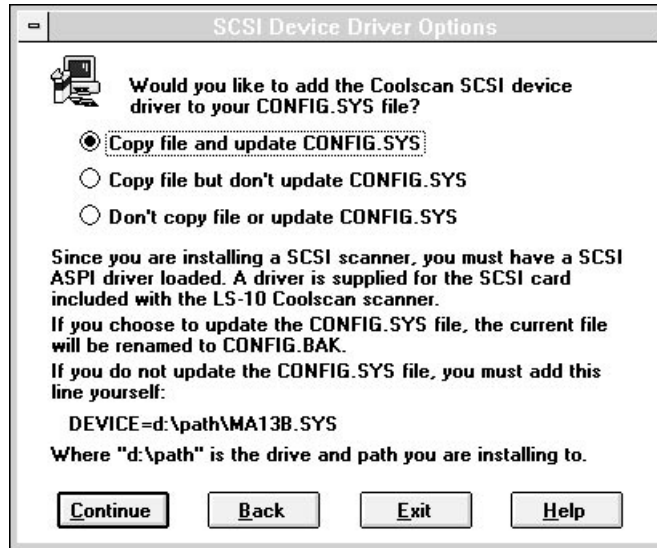 SCSI Device Driver Options
Would you like to add the Coolscan SCSI device
driver to your CONFIG.SYS file?
Copy file and update CONFIG.SYS
Copy file but don't update CONFIG.SYS
Don't copy file or update CONFIG.SYS
Since you are installing a SCSI scanner, you must have a SCSI
ASPI driver loaded. A driver is supplied for the SCSI card
included with the LS-10 Coolscan scanner.
If you choose to update the CONFIG.SYS file, the current file
will be renamed to CONFIG.BAK.
If you do not update the CONFIG.SYS file, you must add this
line yourself:
DEVICE=d:\path\MA13B.SYS
Where "d:\path" is the drive and path you are installing to.
Continue Back Exit Help